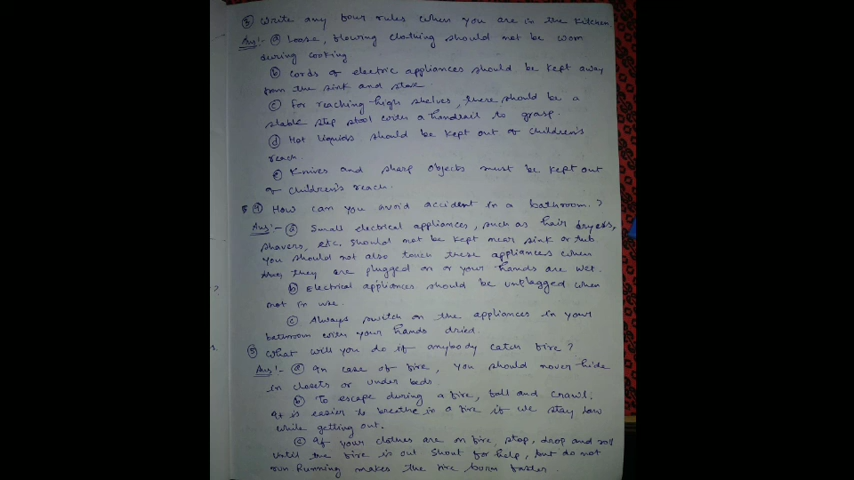 ③ Write any four rules when you are in the kitchen
Ans:- ⓐ Loose, flowing clothing should not be worn
during cooking
ⓑ Cords of electric appliances should be kept away
from the sink and stove
ⓒ For reaching high shelves, there should be a
stable step stool with a handrail to grasp.
ⓓ Hot liquids should be kept out of children's
reach.
ⓔ Knives and sharp objects must be kept out
of children's reach.
④ How can you avoid accident in a bathroom.?
Ans:- ⓐ Small electrical appliances, such as hair dryers,
shavers, etc. should not be kept near sink or tub.
You should not also touch these appliances when
they are plugged on or your hands are wet.
ⓑ Electrical appliances should be unplugged when
not in use.
ⓒ Always switch on the appliances in your
bathroom with your hands dried.
⑤ What will you do if anybody catch fire?
Ans:- ⓐ In case of fire, you should never hide
in closets or under beds.
ⓑ To escape during a fire, fall and crawl.
It is easier to breathe in a fire if we stay low
while getting out.
ⓒ If your clothes are on fire, stop, drop and roll
until the fire is out Shout for help, but do not
run Running makes the fire burn faster.